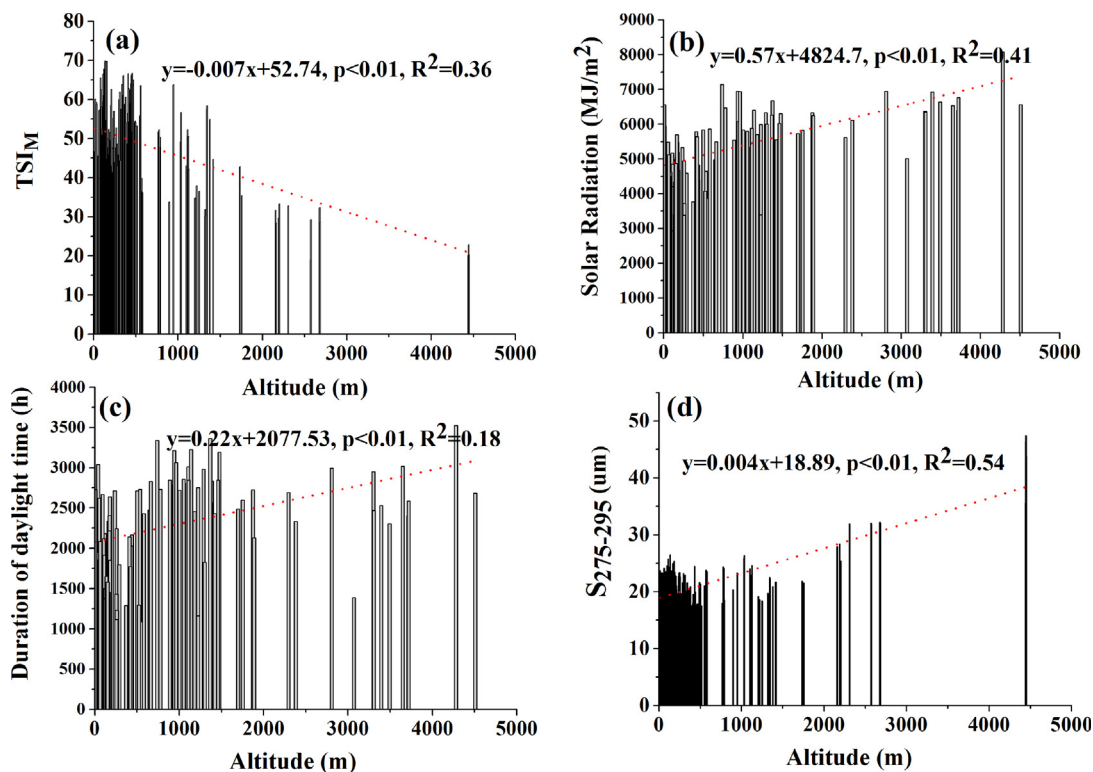 (a)
y=-0.007x+52.74, p<0.01, R²=0.36
TSI_M
80
70
60
50
40
30
20
10
0
0 1000 2000 3000 4000 5000
Altitude (m)
(b)
y=0.57x+4824.7, p<0.01, R²=0.41
Solar Radiation (MJ/m²)
9000
8000
7000
6000
5000
4000
3000
2000
1000
0
0 1000 2000 3000 4000 5000
Altitude (m)
(c)
y=0.22x+2077.53, p<0.01, R²=0.18
Duration of daylight time (h)
4000
3500
3000
2500
2000
1500
1000
500
0
0 1000 2000 3000 4000 5000
Altitude (m)
(d)
y=0.004x+18.89, p<0.01, R²=0.54
S275-295 (um)
50
40
30
20
10
0
0 1000 2000 3000 4000 5000
Altitude (m)